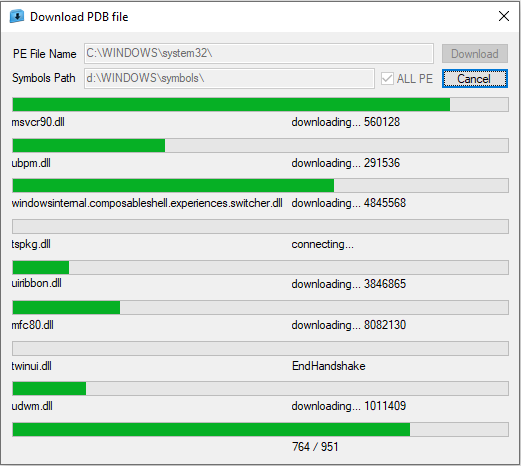 Download PDB file
PE File Name C:\WINDOWS\system32\ Download
Symbols Path d:\WINDOWS\symbols\ ALL PE Cancel
msvcr90.dll downloading... 560128
ubpm.dll downloading... 291536
windowsinternal.composableshell.experiences.switcher.dll downloading... 4845568
tspkg.dll connecting...
uiribbon.dll downloading... 3846865
mfc80.dll downloading... 8082130
twinui.dll EndHandshake
udwm.dll downloading... 1011409
764 / 951